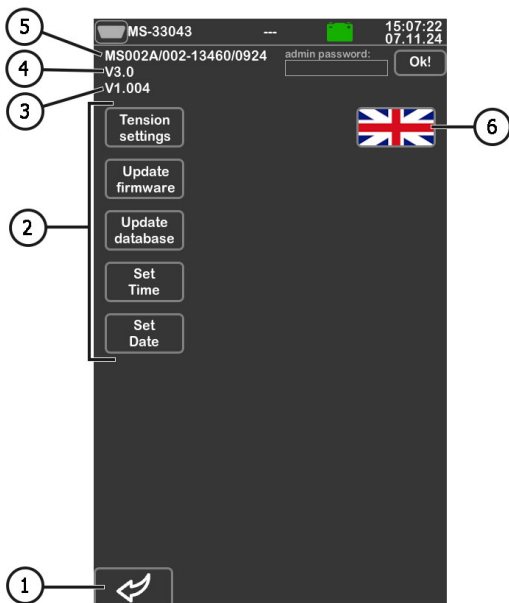 MS-33043 --- 15:07:22
07.11.24
MS002A/002-13460/0924
V3.0
V1.004
admin password:
Ok!
Tension
settings
Update
firmware
Update
database
Set
Time
Set
Date
5
4
3
2
6
1